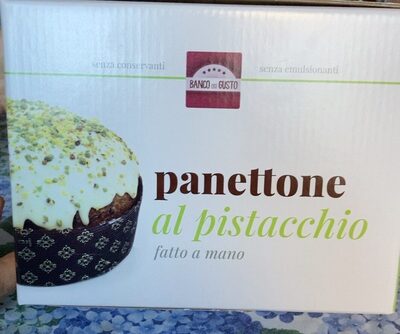 senza conservanti
senza emulsionanti
BANCO DEL GUSTO
panettone
al pistacchio
fatto a mano